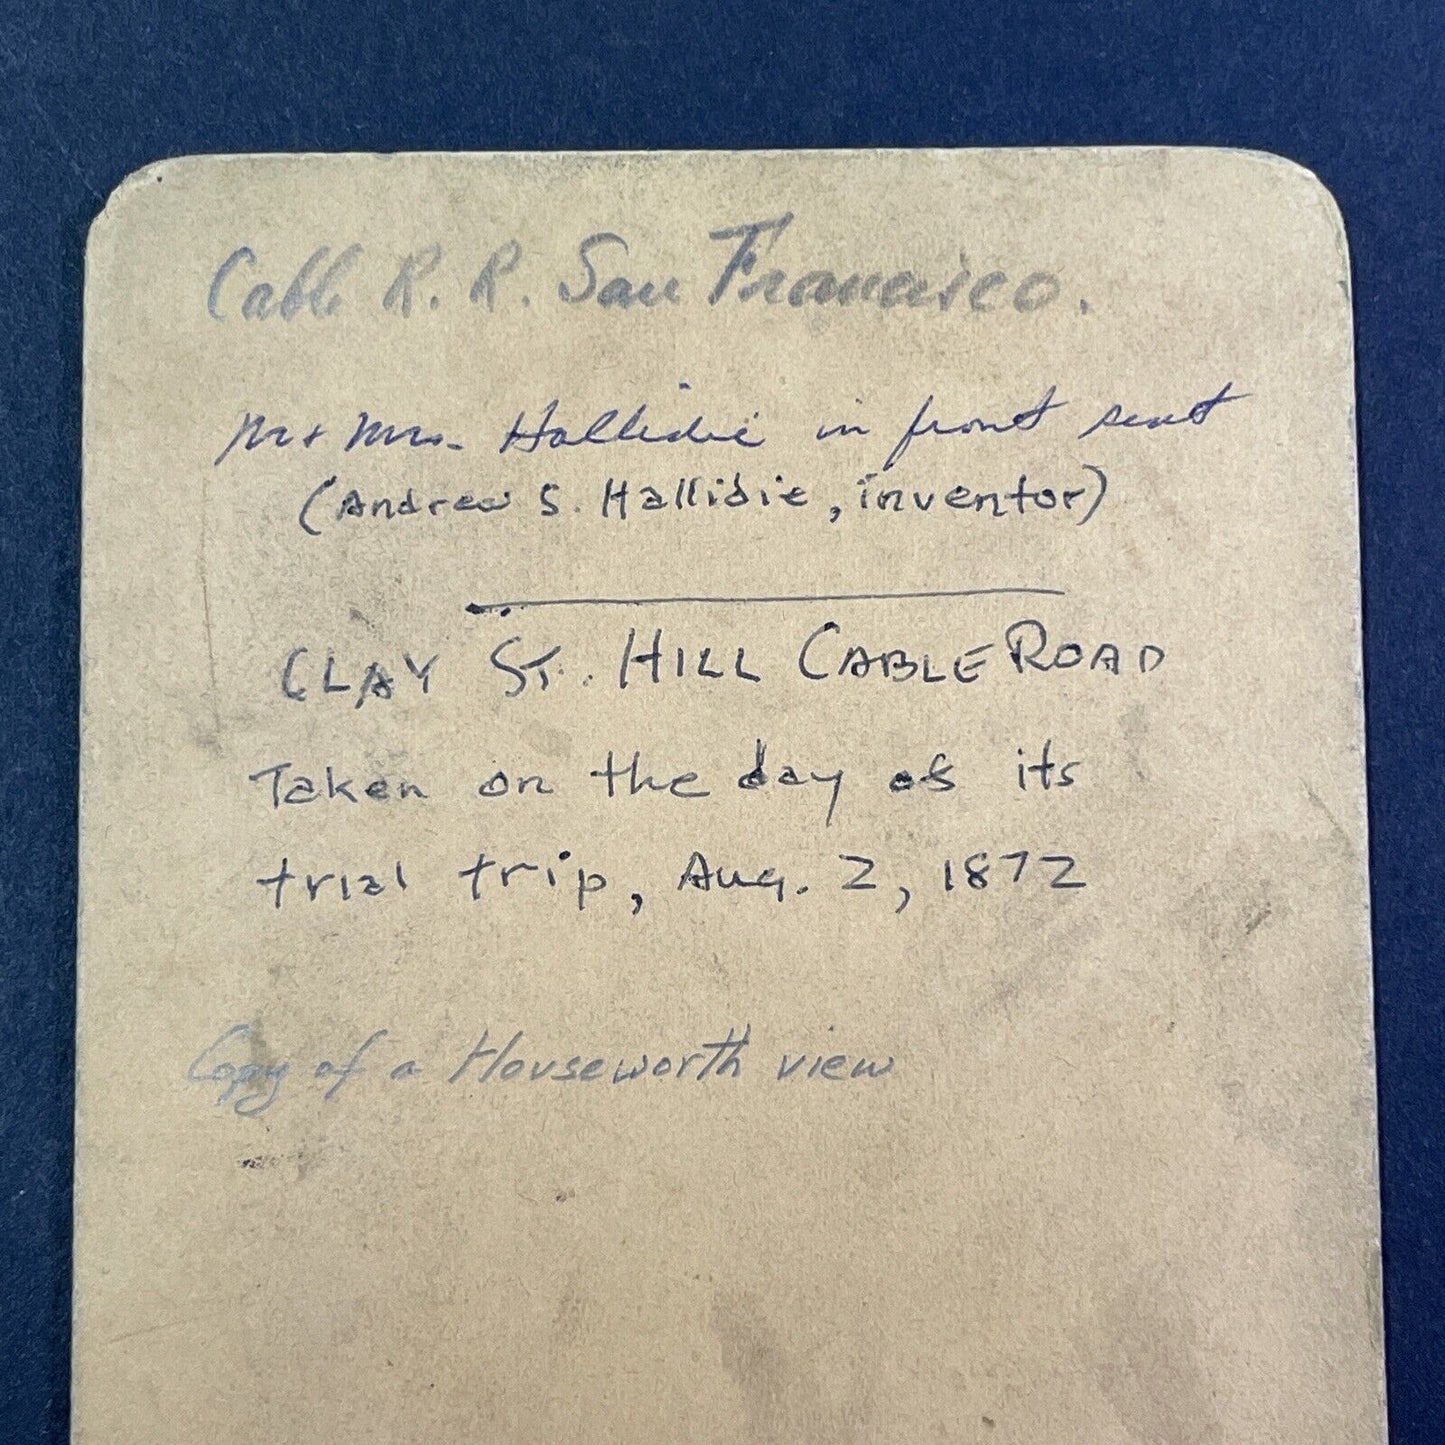 Cable R. R. San Francisco.
Mr & Mrs. Hallidie in front seat
(Andrew S. Hallidie, inventor)
CLAY ST. HILL CABLE ROAD
Taken on the day of its
trial trip, Aug. 2, 1872
Copy of a Houseworth view